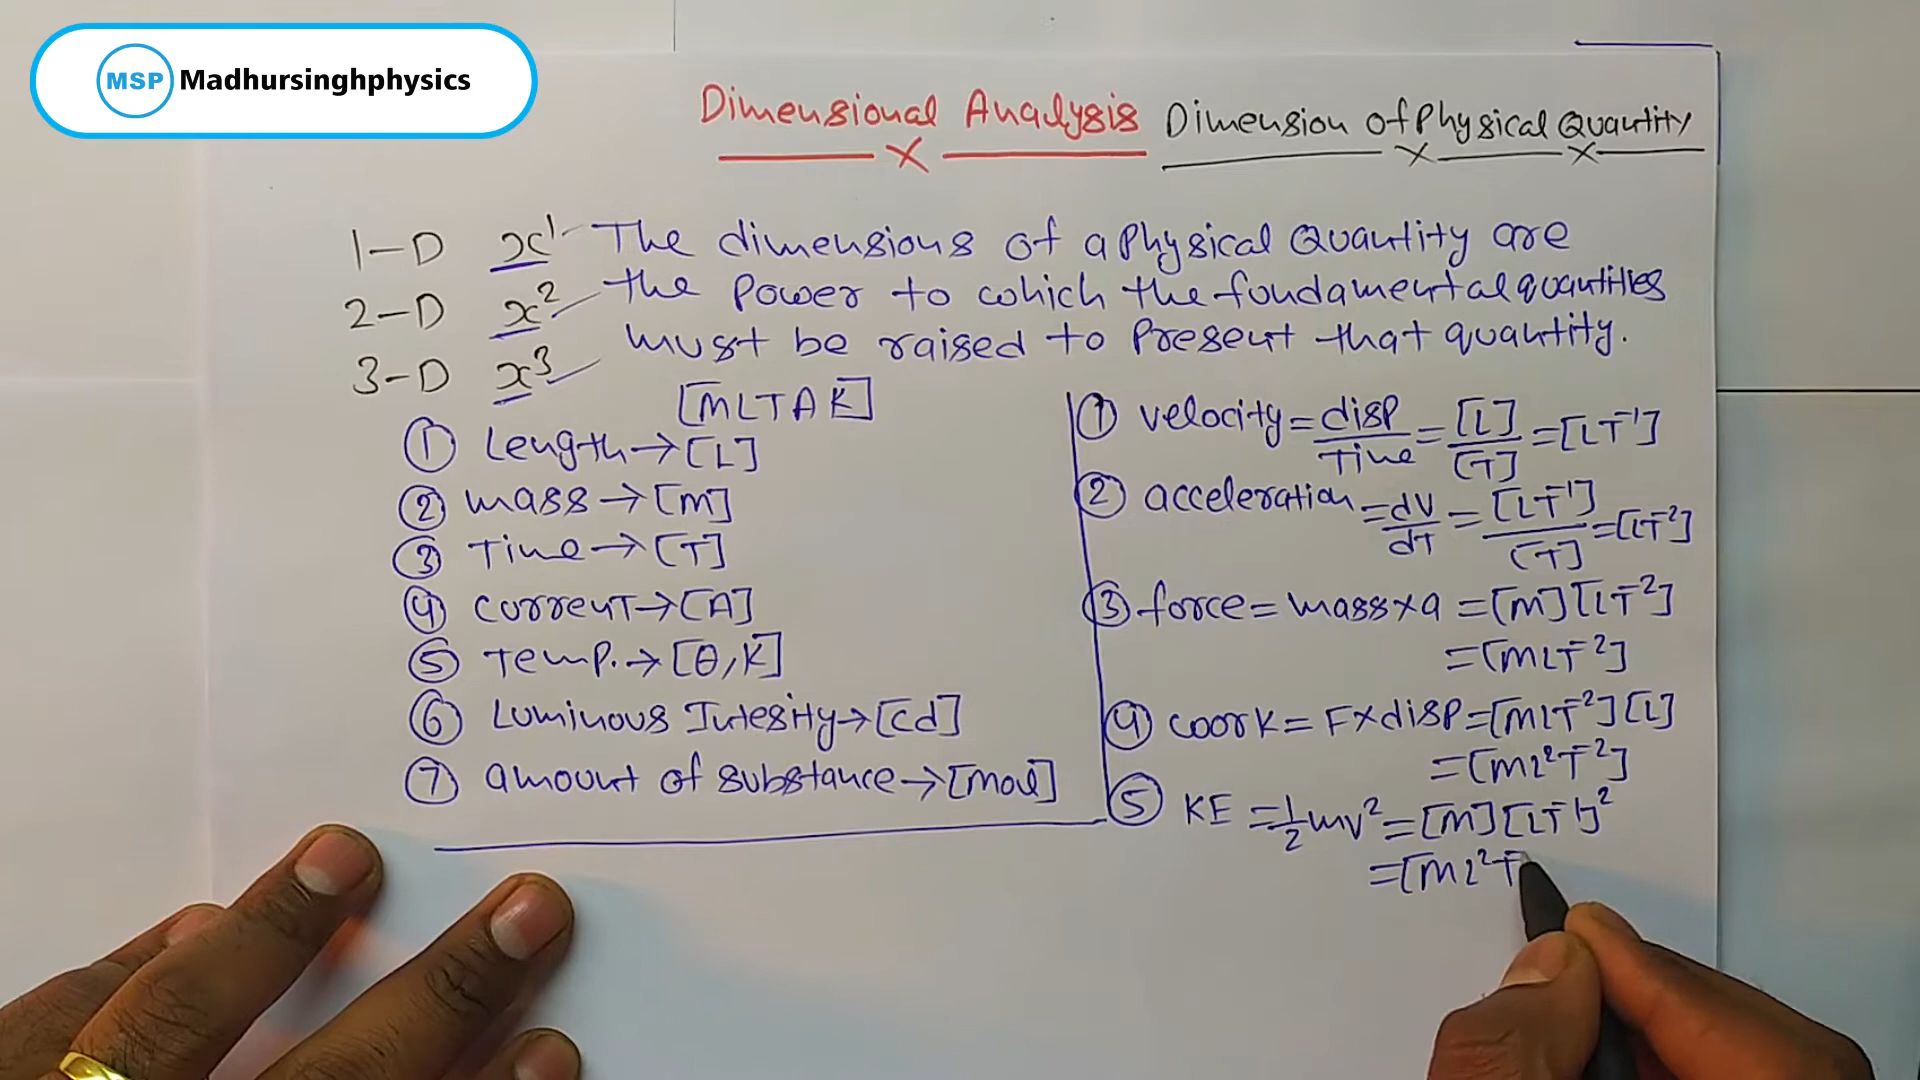 MSP Madhursinghphysics
Dimensional Analysis Dimension of Physical Quantity
1-D x¹
2-D x²
3-D x³
The dimensions of a Physical Quantity are
the Power to which the fundamental quantities
must be raised to Present that quantity.
[MLTAK]
① Length→[L]
② mass→[M]
③ Time→[T]
④ Current→[A]
⑤ Temp.→[θ,K]
⑥ Luminous Intesity→[Cd]
⑦ amount of substance→[Mol]
① velocity=disp/Time=[L]/[T]=[LT⁻¹]
② acceleration=dV/dT=[LT⁻¹]/[T]=[LT⁻²]
③ force=mass×a=[M][LT⁻²]
=[MLT⁻²]
④ work=F×disp=[MLT⁻²][L]
=[ML²T⁻²]
⑤ KE=1/2mv²=[M][LT⁻¹]²
=[ML²T⁻